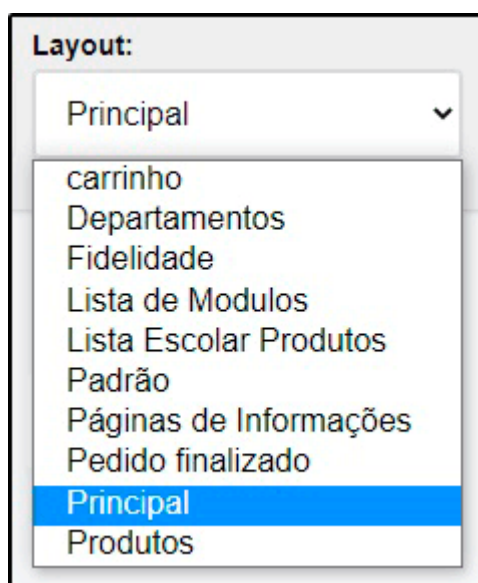 Layout:
Principal
carrinho
Departamentos
Fidelidade
Lista de Modulos
Lista Escolar Produtos
Padrão
Páginas de Informações
Pedido finalizado
Principal
Produtos